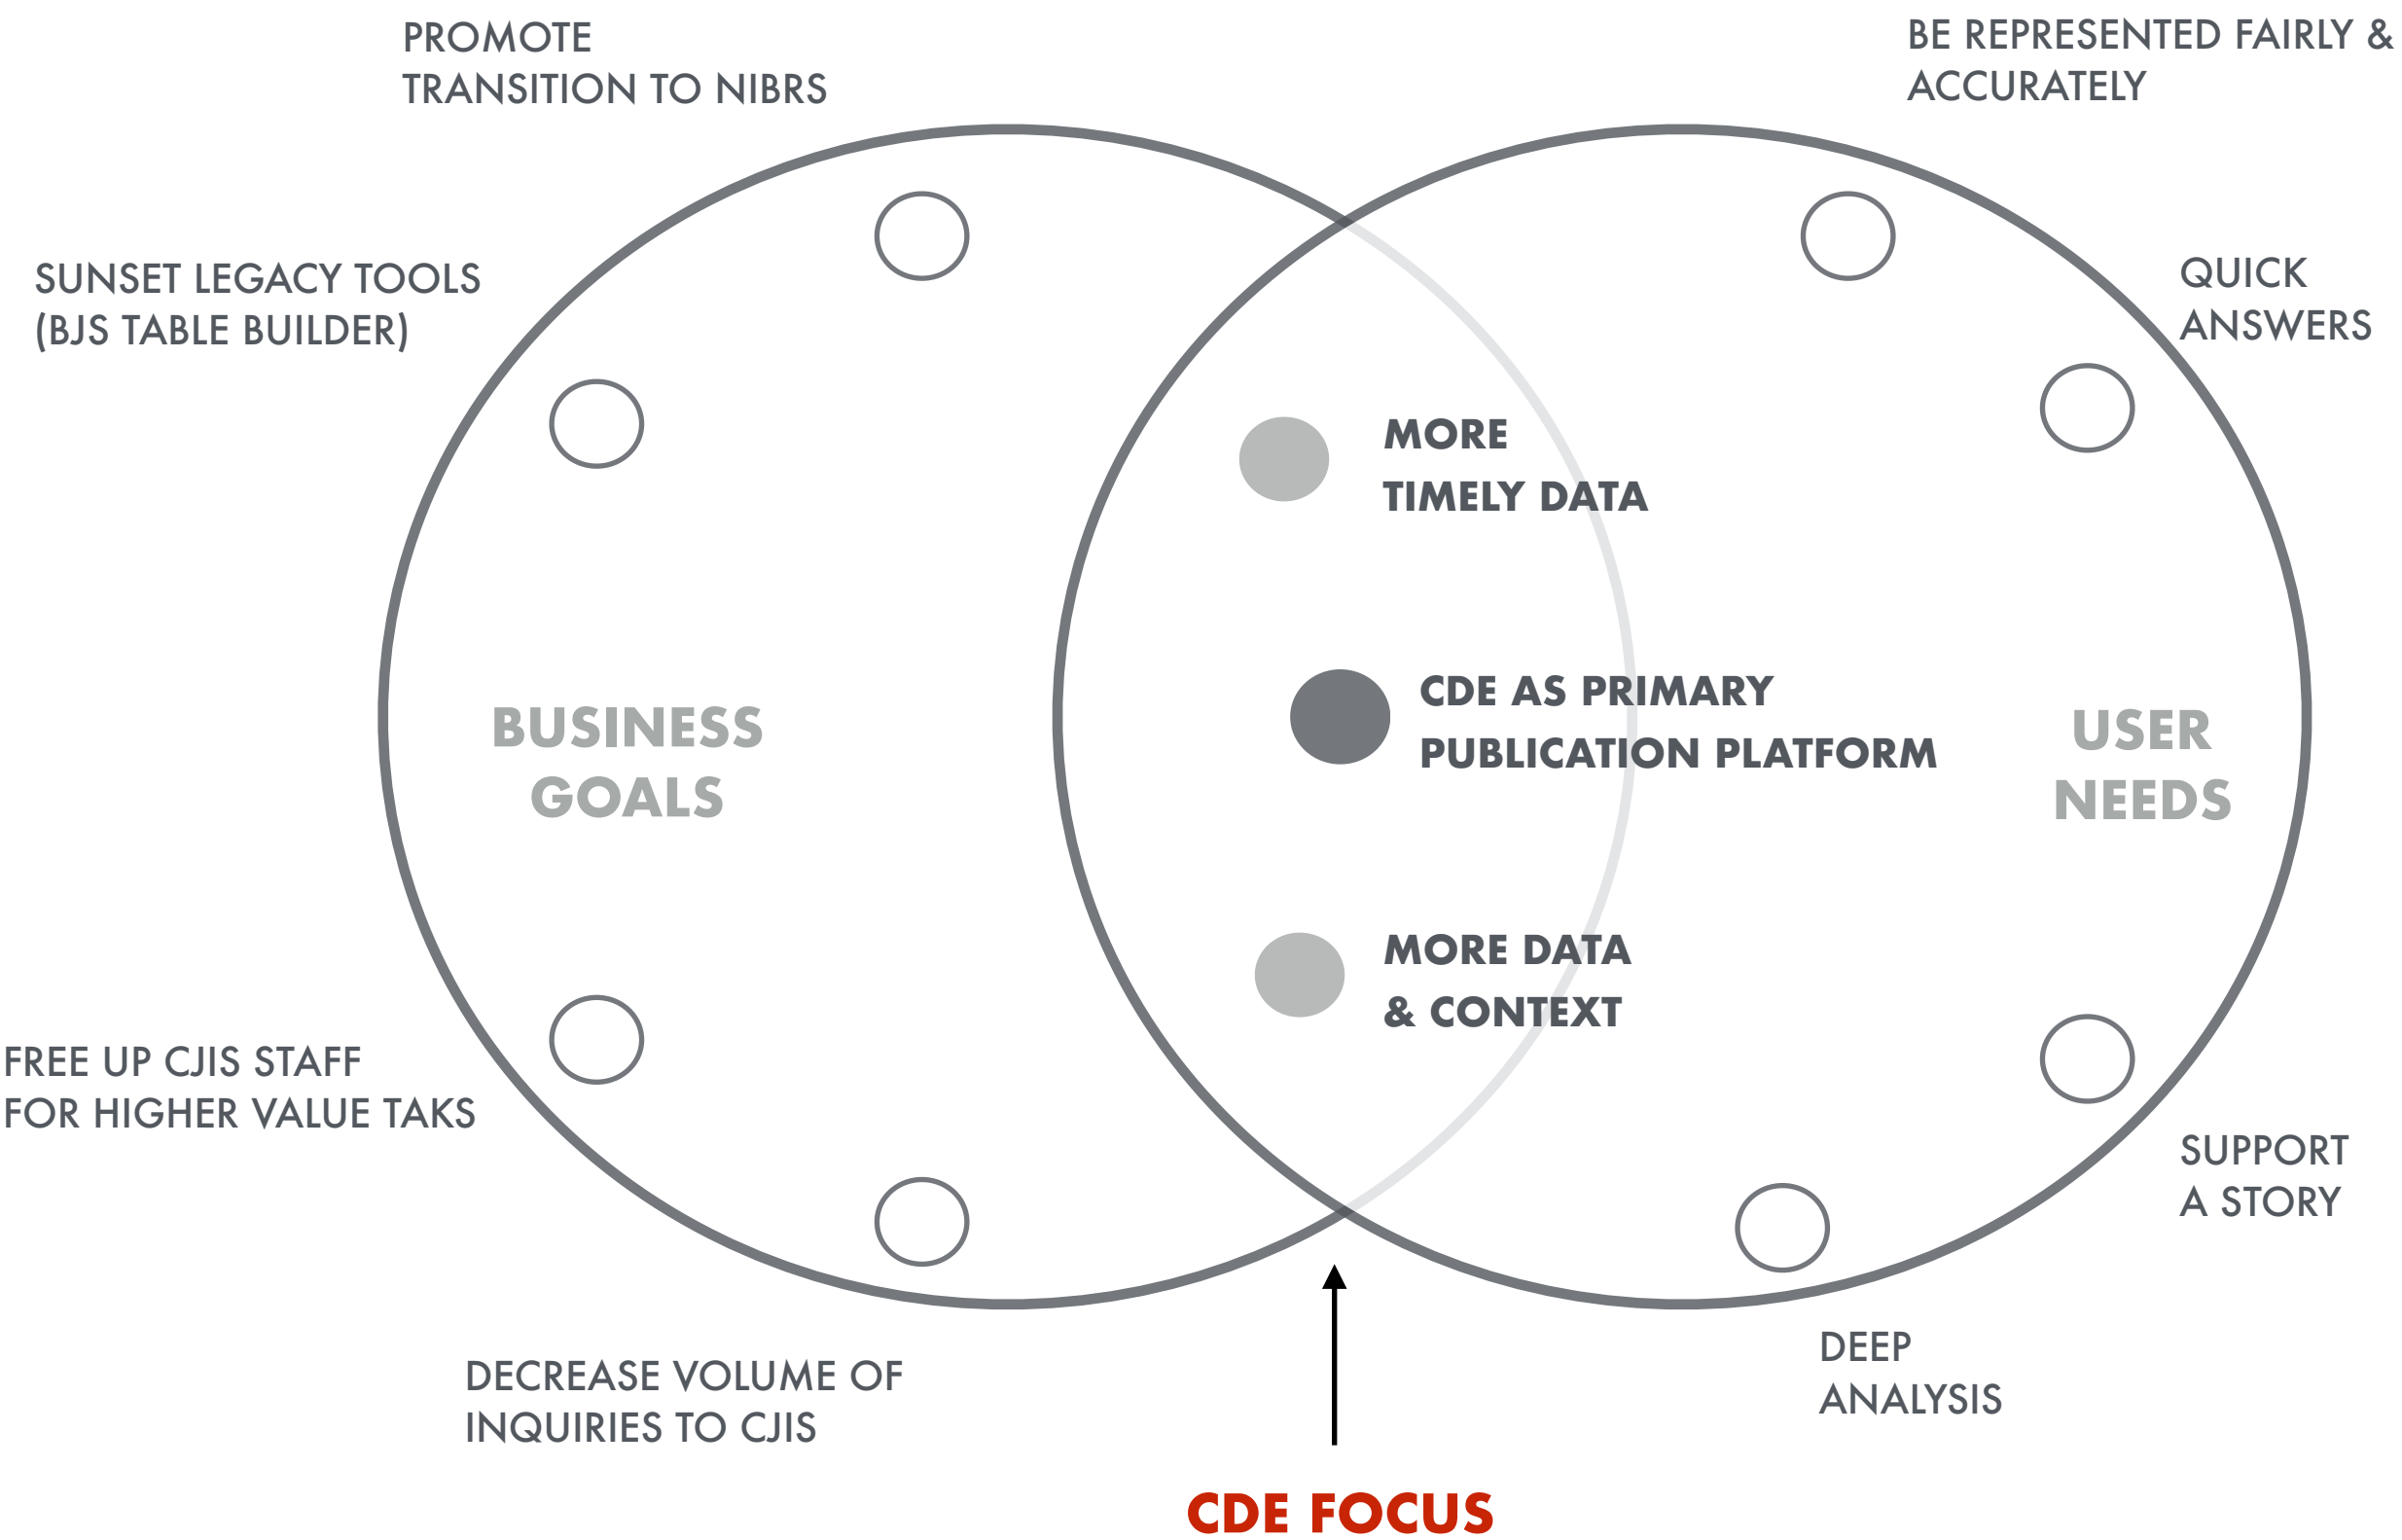 PROMOTE
TRANSITION TO NIBRS
BE REPRESENTED FAIRLY &
ACCURATELY
SUNSET LEGACY TOOLS
(BJS TABLE BUILDER)
QUICK
ANSWERS
MORE
TIMELY DATA
CDE AS PRIMARY
PUBLICATION PLATFORM
BUSINESS
GOALS
USER
NEEDS
MORE DATA
& CONTEXT
FREE UP CJIS STAFF
FOR HIGHER VALUE TAKS
SUPPORT
A STORY
DECREASE VOLUME OF
INQUIRIES TO CJIS
DEEP
ANALYSIS
CDE FOCUS